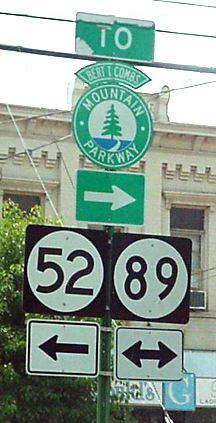 TO
BERT T. COMBS
MOUNTAIN
PARKWAY
52 89
G